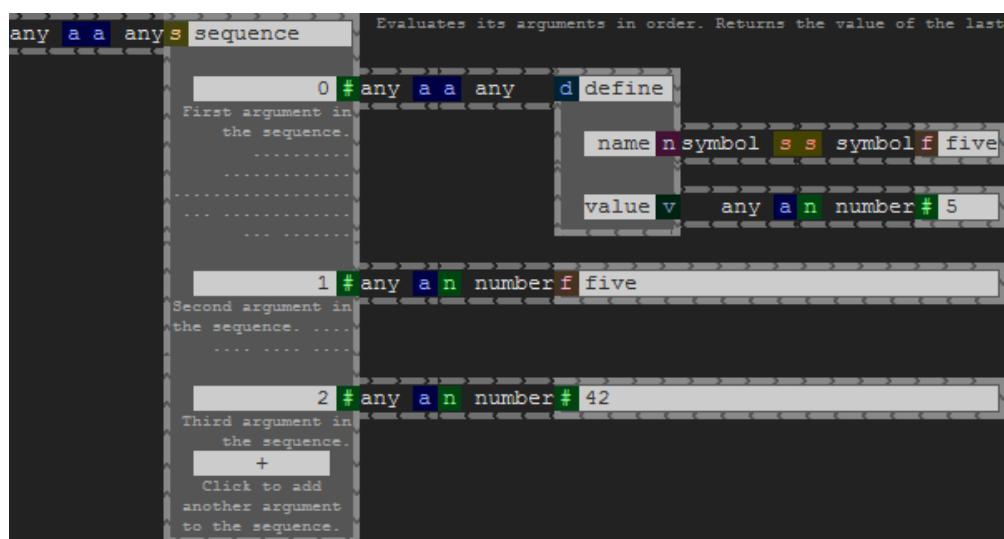 Evaluates its arguments in order. Returns the value of the last
any a a any s sequence
0 # any a a any d define
First argument in
the sequence.
name n symbol s s symbol f five
value v any a n number # 5
1 # any a n number f five
Second argument in
the sequence. ....
2 # any a n number # 42
Third argument in
the sequence.
+
Click to add
another argument
to the sequence.